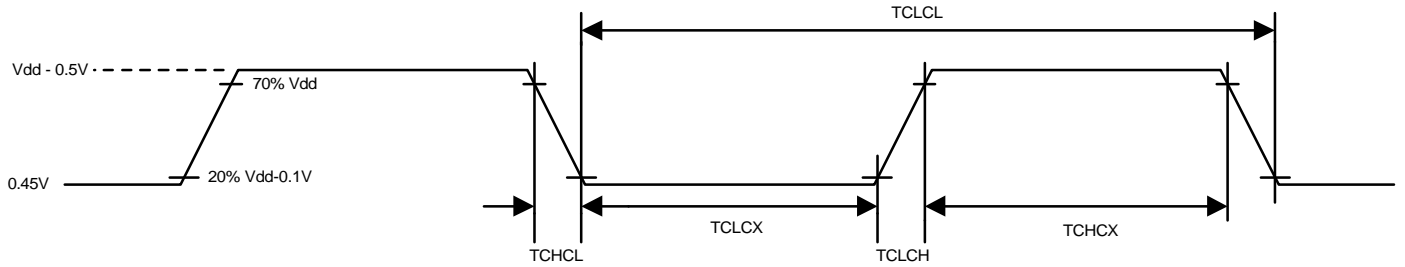 TCLCL
Vdd - 0.5V
70% Vdd
0.45V
20% Vdd-0.1V
TCLCX
TCHCX
TCHCL
TCLCH